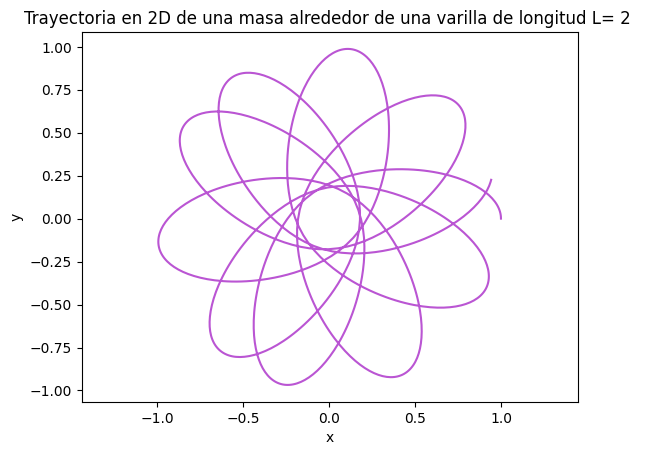 Trayectoria en 2D de una masa alrededor de una varilla de longitud L= 2
1.00
0.75
0.50
0.25
0.00
−0.25
−0.50
−0.75
−1.00
y
−1.0 −0.5 0.0 0.5 1.0
x